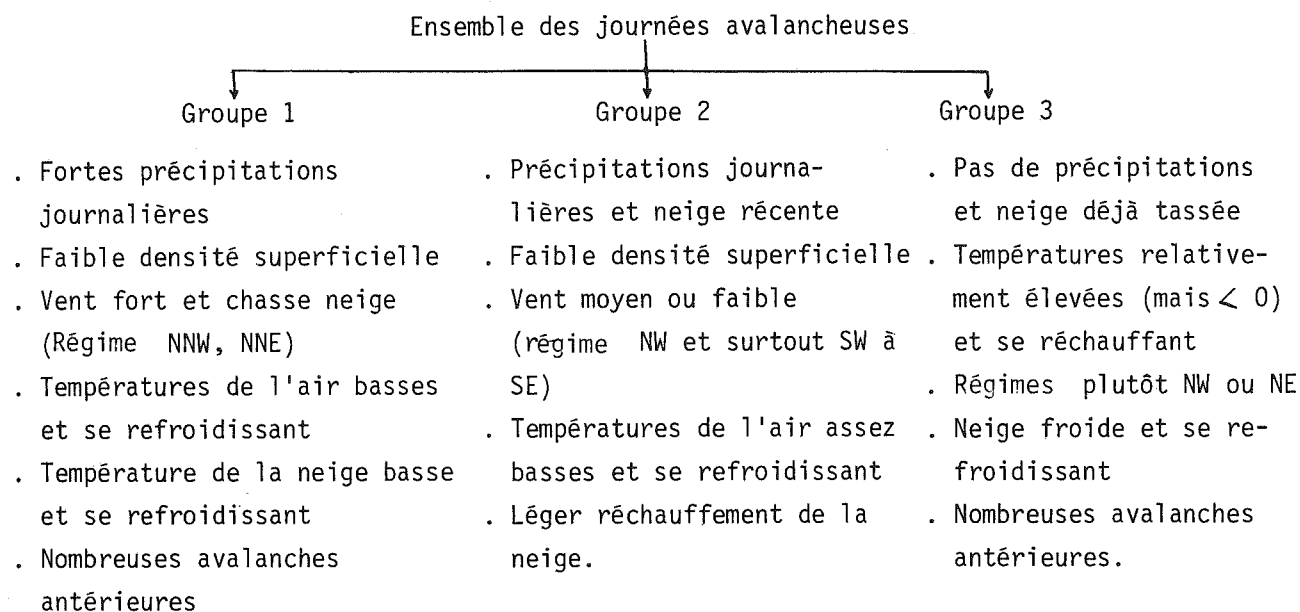 Ensemble des journées avalancheuses
Groupe 1
. Fortes précipitations
journalières
. Faible densité superficielle
. Vent fort et chasse neige
(Régime NNW, NNE)
. Températures de l'air basses
et se refroidissant
. Température de la neige basse
et se refroidissant
. Nombreuses avalanches
antérieures
Groupe 2
. Précipitations journa-
lières et neige récente
. Faible densité superficielle
. Vent moyen ou faible
(régime NW et surtout SW à
SE)
. Températures de l'air assez
basses et se refroidissant
. Léger réchauffement de la
neige.
Groupe 3
. Pas de précipitations
et neige déjà tassée
. Températures relative-
ment élevées (mais < 0)
et se réchauffant
. Régimes plutôt NW ou NE
. Neige froide et se re-
froidissant
. Nombreuses avalanches
antérieures.